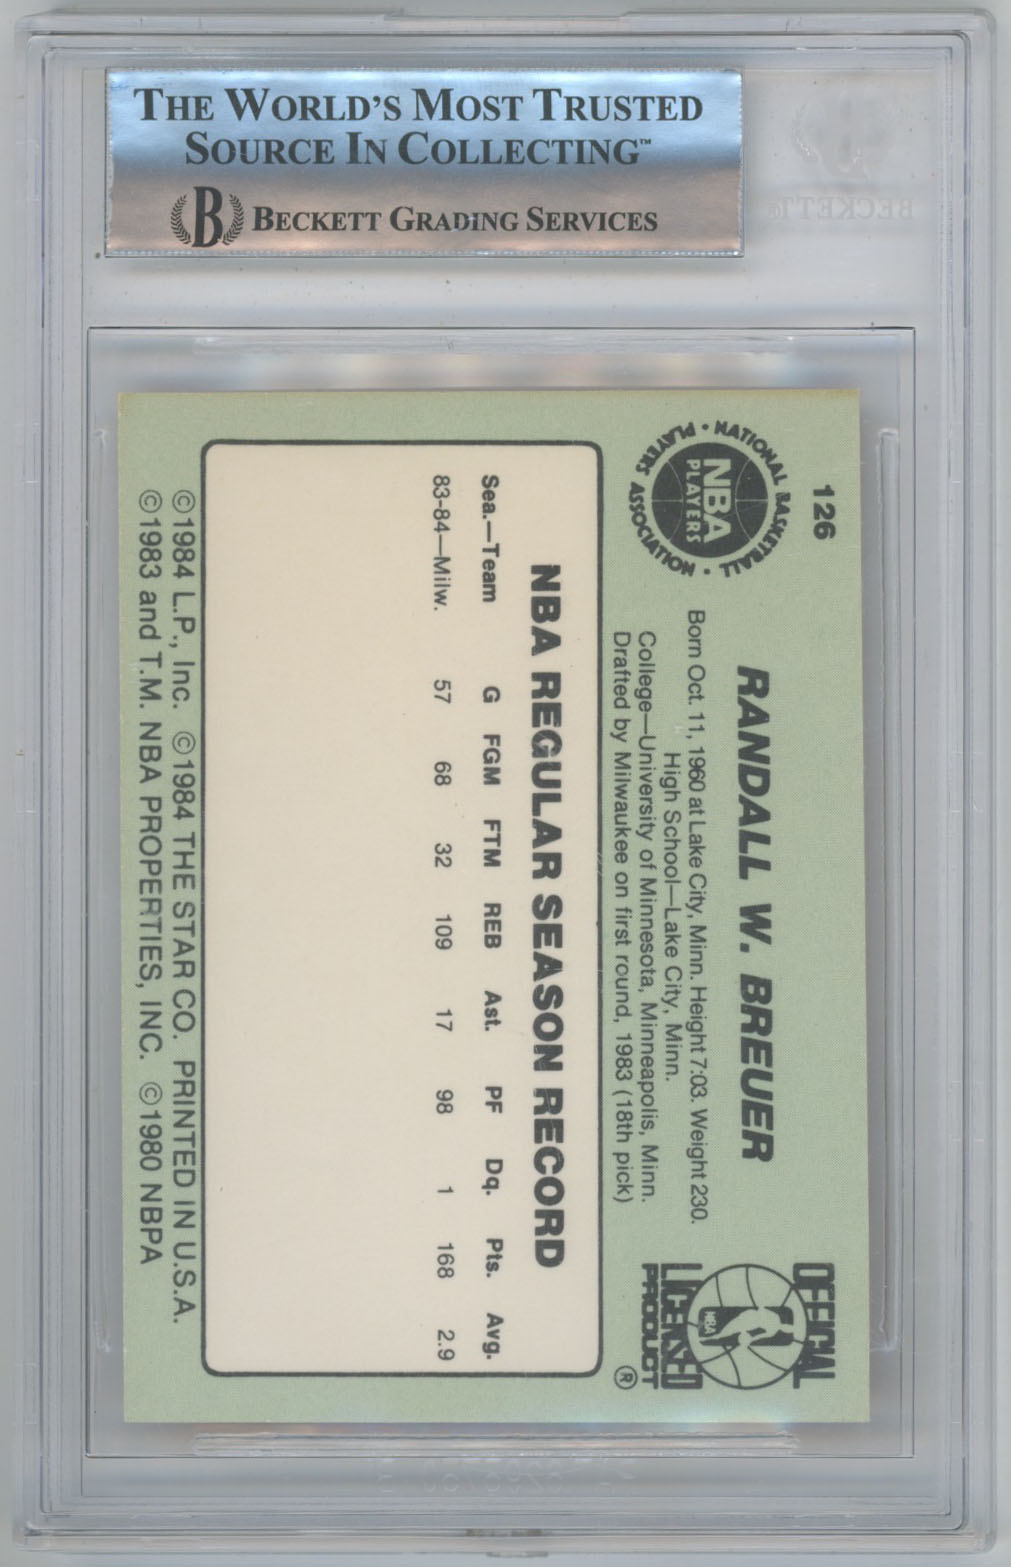 THE WORLD'S MOST TRUSTED
SOURCE IN COLLECTING™
B BECKETT GRADING SERVICES
BECKETT
126
NATIONAL BASKETBALL PLAYERS ASSOCIATION
NBA
PLAYERS
RANDALL W. BREUER
Born Oct. 11, 1960 at Lake City, Minn. Height 7:03. Weight 230.
High School—Lake City, Minn.
College—University of Minnesota, Minneapolis, Minn.
Drafted by Milwaukee on first round, 1983 (18th pick)
OFFICIAL
NBA
LICENSED
PRODUCT ®
NBA REGULAR SEASON RECORD
Sea.—Team G FGM FTM REB Ast. PF Dq. Pts. Avg.
83-84—Milw. 57 68 32 109 17 98 1 168 2.9
©1984 L.P., Inc. ©1984 THE STAR CO. PRINTED IN U.S.A.
©1983 and T.M. NBA PROPERTIES, INC. ©1980 NBPA